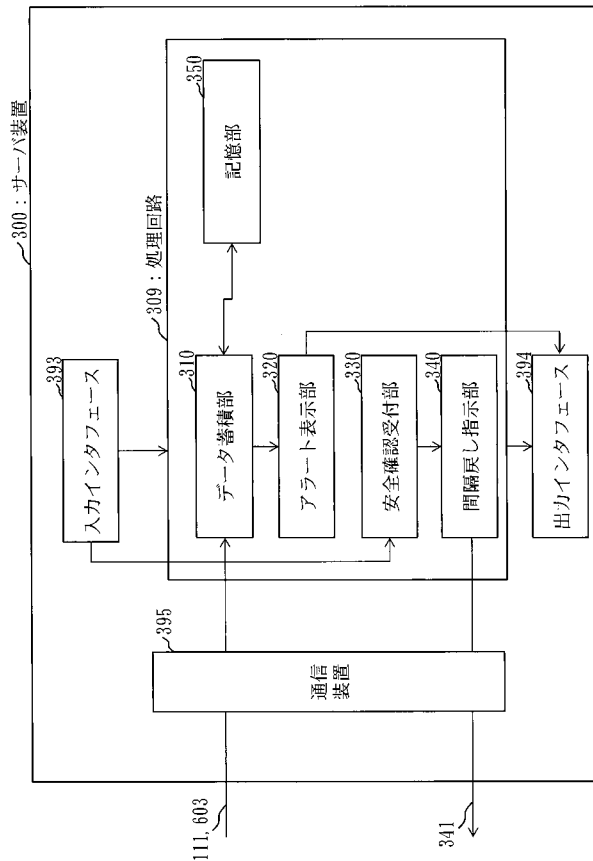 300：サーバ装置
393
入力インタフェース
309：処理回路
310
データ蓄積部
350
記憶部
320
アラート表示部
330
安全確認受付部
340
間隔戻し指示部
394
出力インタフェース
395
通信
装置
111, 603
341